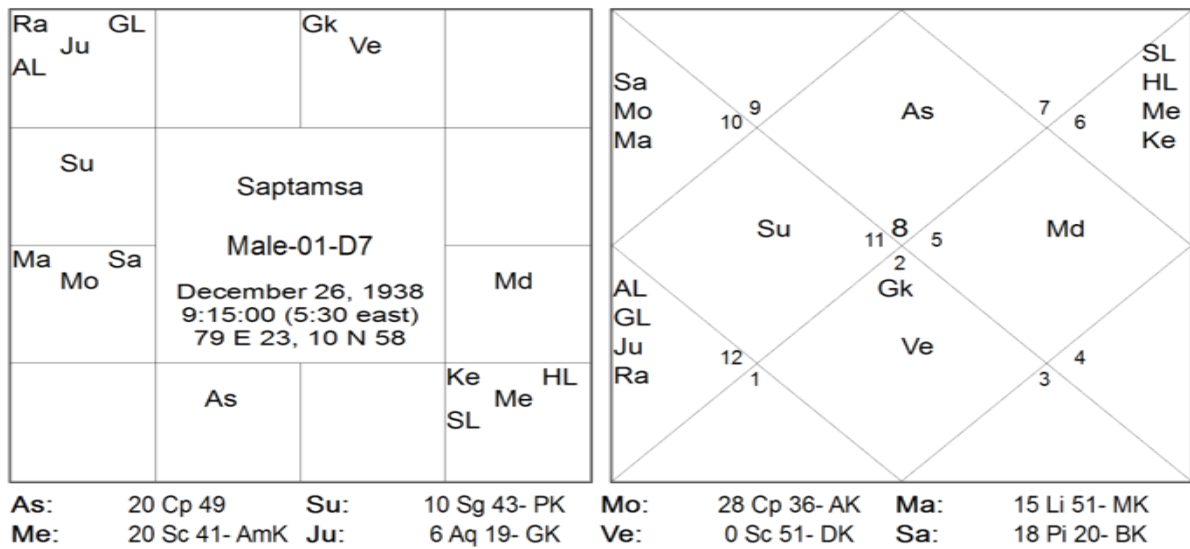 Ra GL
Ju
AL
Gk
Ve
Su
Saptamsa
Male-01-D7
December 26, 1938
9:15:00 (5:30 east)
79 E 23, 10 N 58
Ma Sa
Mo
Md
As
Ke HL
Me
SL
Sa
Mo
Ma
9
10
As
7
6
SL
HL
Me
Ke
Su
8
11 5
2
Md
Gk
Ve
AL
GL
Ju
Ra
12
1
4
3
As: 20 Cp 49 Su: 10 Sg 43- PK Mo: 28 Cp 36- AK Ma: 15 Li 51- MK
Me: 20 Sc 41- AmK Ju: 6 Aq 19- GK Ve: 0 Sc 51- DK Sa: 18 Pi 20- BK